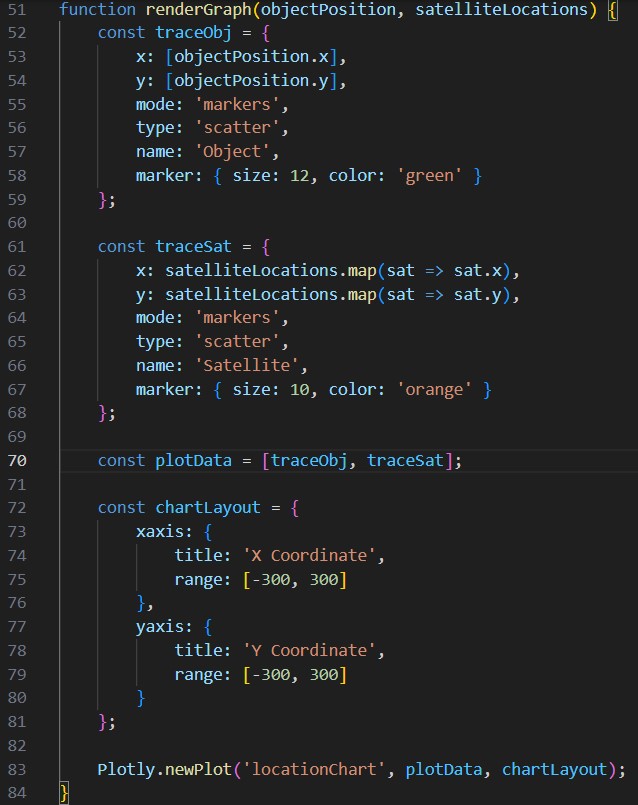 51 function renderGraph(objectPosition, satelliteLocations) {
52     const traceObj = {
53         x: [objectPosition.x],
54         y: [objectPosition.y],
55         mode: 'markers',
56         type: 'scatter',
57         name: 'Object',
58         marker: { size: 12, color: 'green' }
59     };
60
61     const traceSat = {
62         x: satelliteLocations.map(sat => sat.x),
63         y: satelliteLocations.map(sat => sat.y),
64         mode: 'markers',
65         type: 'scatter',
66         name: 'Satellite',
67         marker: { size: 10, color: 'orange' }
68     };
69
70     const plotData = [traceObj, traceSat];
71
72     const chartLayout = {
73         xaxis: {
74             title: 'X Coordinate',
75             range: [-300, 300]
76         },
77         yaxis: {
78             title: 'Y Coordinate',
79             range: [-300, 300]
80         }
81     };
82
83     Plotly.newPlot('locationChart', plotData, chartLayout);
84 }